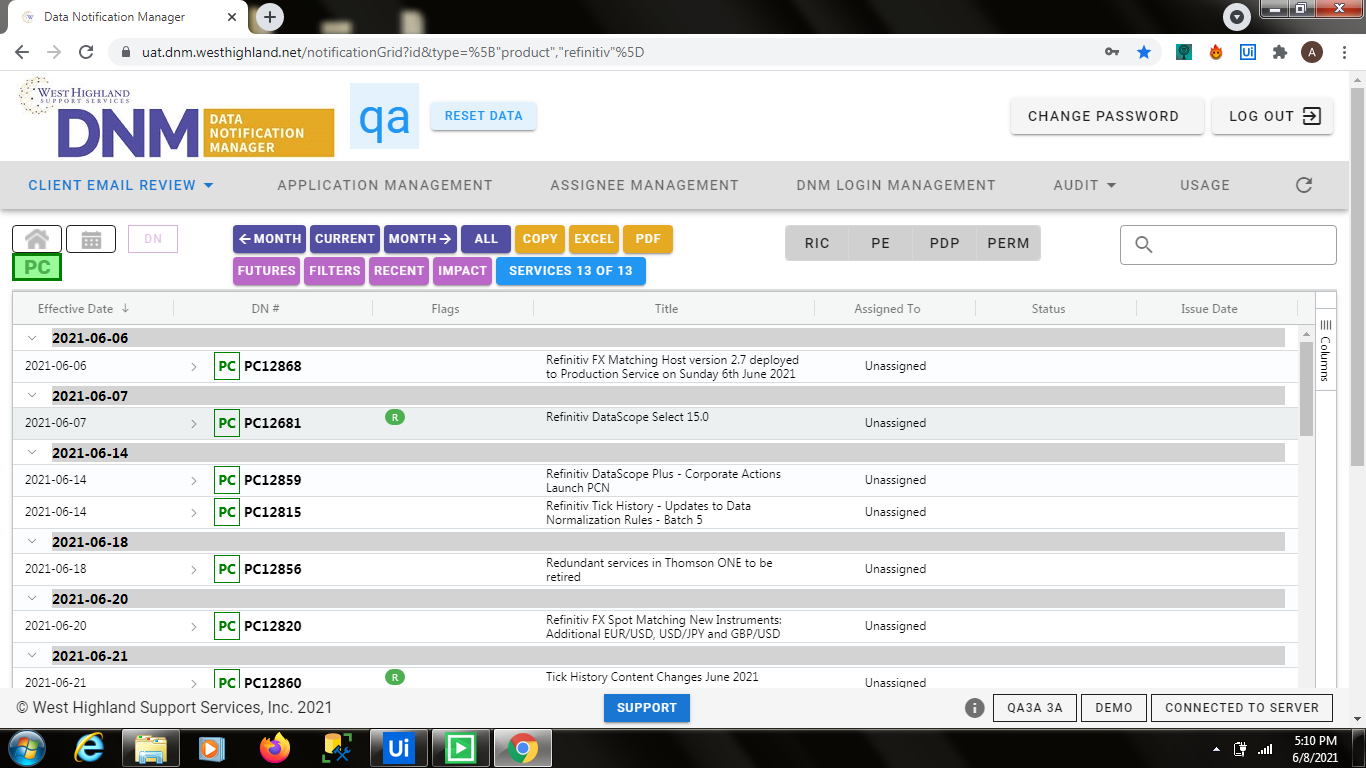 Data Notification Manager
uat.dnm.westhighland.net/notificationGrid?id&type=%5B"product","refinitiv"%5D
Ui
A
WEST HIGHLAND
SUPPORT SERVICES
DNM
DATA
NOTIFICATION
MANAGER
qa
RESET DATA
CHANGE PASSWORD
LOG OUT
CLIENT EMAIL REVIEW
APPLICATION MANAGEMENT
ASSIGNEE MANAGEMENT
DNM LOGIN MANAGEMENT
AUDIT
USAGE
DN
PC
MONTH
CURRENT
MONTH
ALL
COPY
EXCEL
PDF
FUTURES
FILTERS
RECENT
IMPACT
SERVICES 13 OF 13
RIC
PE
PDP
PERM
Effective Date
DN #
Flags
Title
Assigned To
Status
Issue Date
Columns
2021-06-06
2021-06-06
PC PC12868
Refinitiv FX Matching Host version 2.7 deployed
to Production Service on Sunday 6th June 2021
Unassigned
2021-06-07
2021-06-07
PC PC12681
R
Refinitiv DataScope Select 15.0
Unassigned
2021-06-14
2021-06-14
PC PC12859
Refinitiv DataScope Plus - Corporate Actions
Launch PCN
Unassigned
2021-06-14
PC PC12815
Refinitiv Tick History - Updates to Data
Normalization Rules - Batch 5
Unassigned
2021-06-18
2021-06-18
PC PC12856
Redundant services in Thomson ONE to be
retired
Unassigned
2021-06-20
2021-06-20
PC PC12820
Refinitiv FX Spot Matching New Instruments:
Additional EUR/USD, USD/JPY and GBP/USD
Unassigned
2021-06-21
2021-06-21
PC PC12860
R
Tick History Content Changes June 2021
Unassigned
© West Highland Support Services, Inc. 2021
SUPPORT
QA3A 3A
DEMO
CONNECTED TO SERVER
Ui
5:10 PM
6/8/2021